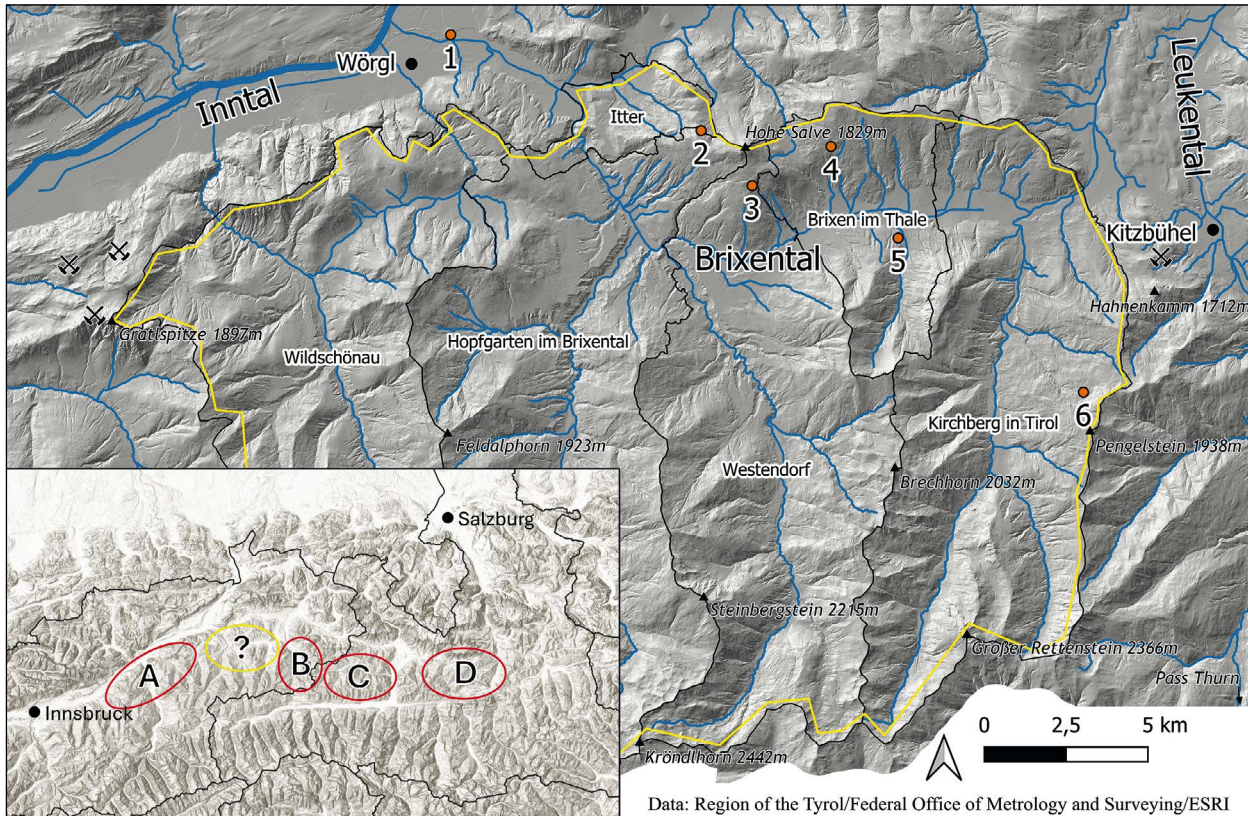 Wörgl
1
Inntal
Itter
2
Hohe Salve 1829m
Leukental
4
3
Brixen im Thale
5
Brixental
Kitzbühel
Hahnenkamm 1712m
Gratlspitze 1897m
Wildschönau
Hopfgarten im Brixental
6
Kirchberg in Tirol
Pengelstein 1938m
Feldalphorn 1923m
Westendorf
Brechhorn 2032m
Steinbergstein 2215m
Großer Rettenstein 2366m
Pass Thurn
Kröndlhorn 2442m
0 2,5 5 km
Data: Region of the Tyrol/Federal Office of Metrology and Surveying/ESRI
Salzburg
?
A
B
C
D
Innsbruck